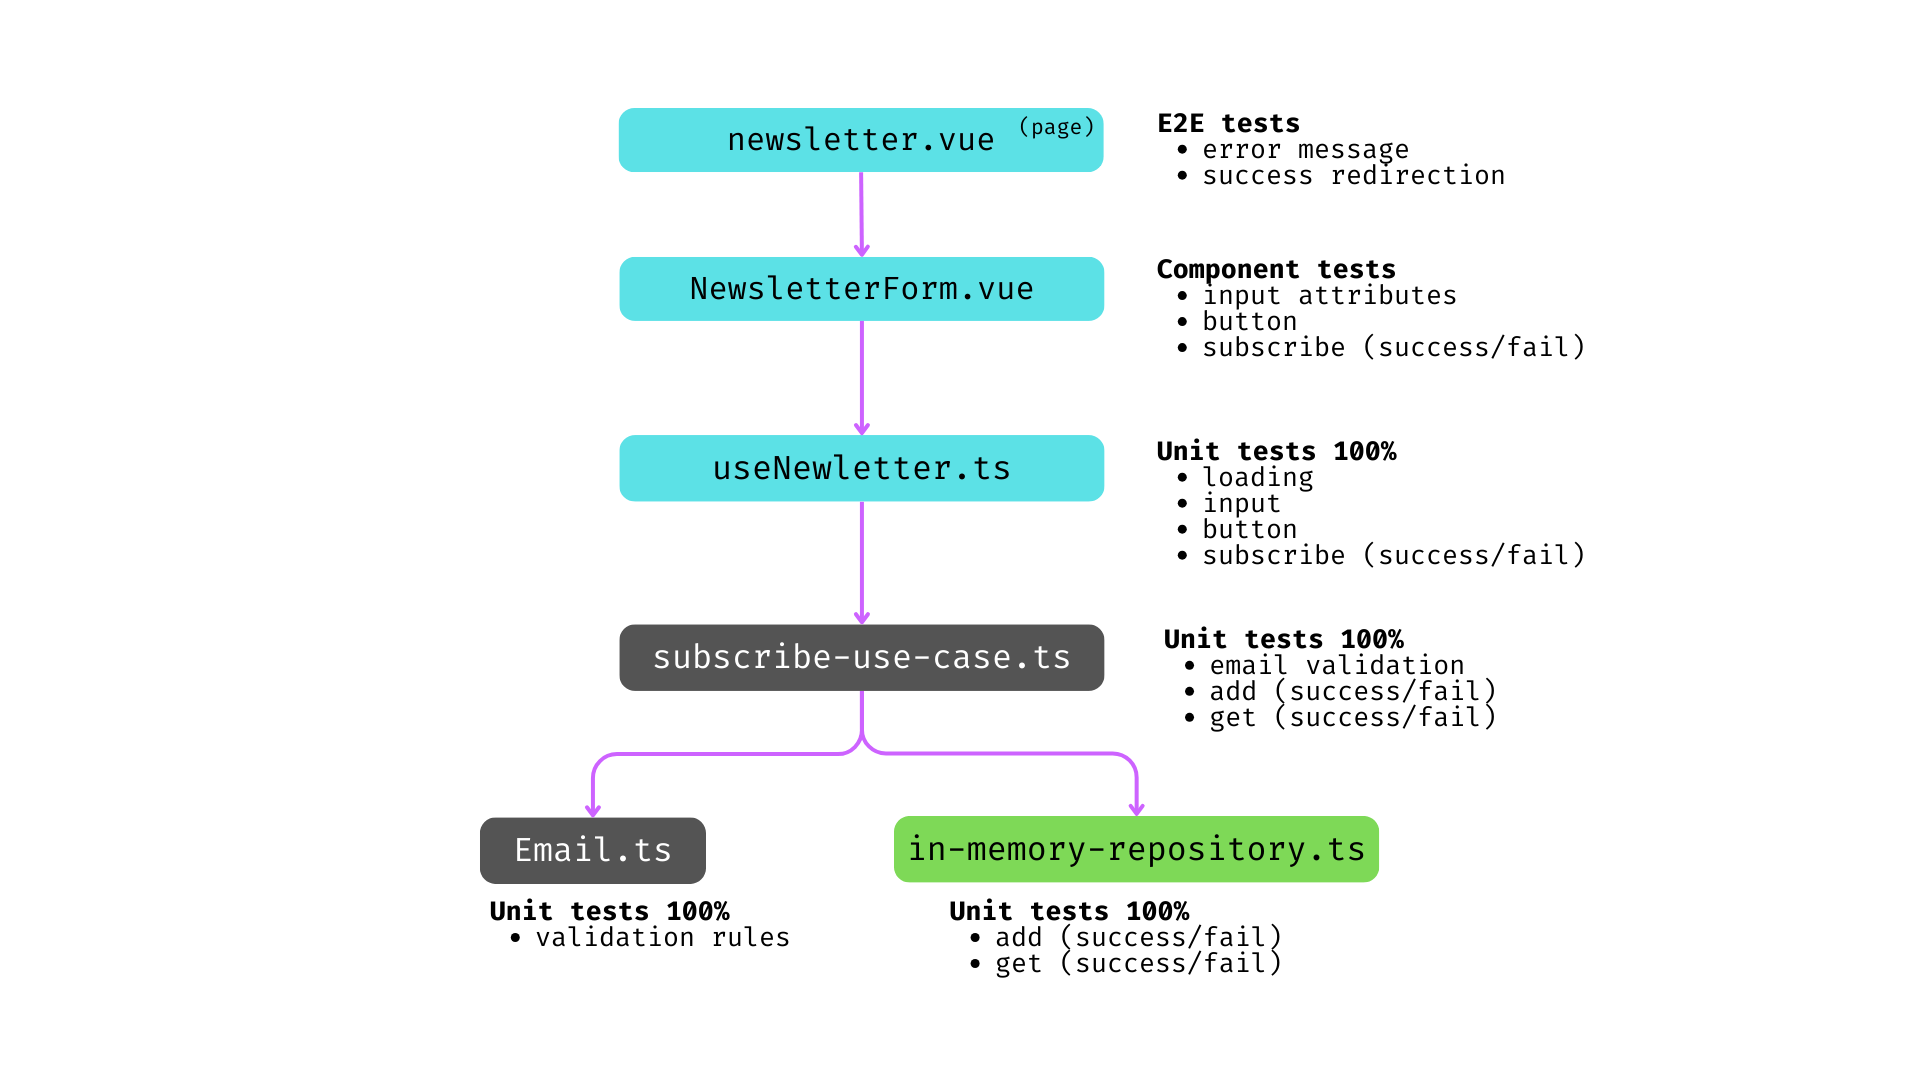 newsletter.vue (page)
E2E tests
• error message
• success redirection
NewsletterForm.vue
Component tests
• input attributes
• button
• subscribe (success/fail)
useNewletter.ts
Unit tests 100%
• loading
• input
• button
• subscribe (success/fail)
subscribe-use-case.ts
Unit tests 100%
• email validation
• add (success/fail)
• get (success/fail)
Email.ts
Unit tests 100%
• validation rules
in-memory-repository.ts
Unit tests 100%
• add (success/fail)
• get (success/fail)